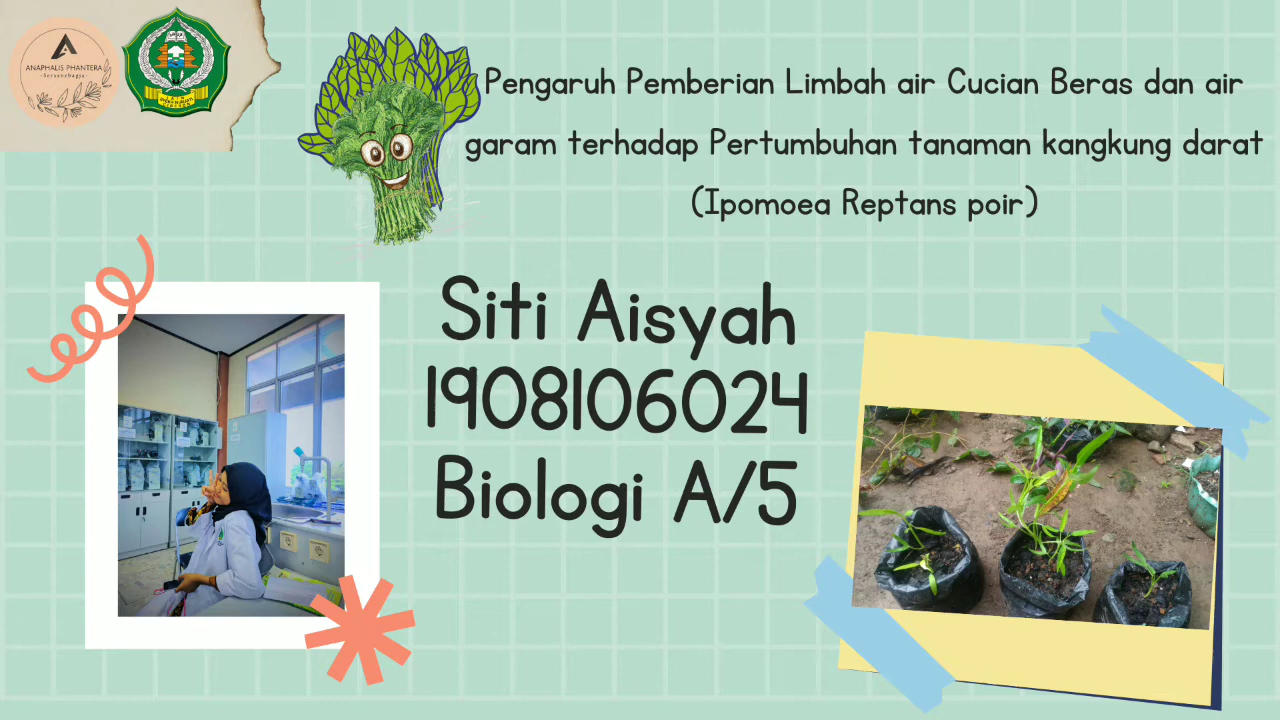 ANAPHALIS PHANTERA
Pengaruh Pemberian Limbah air Cucian Beras dan air
garam terhadap Pertumbuhan tanaman kangkung darat
(Ipomoea Reptans poir)
Siti Aisyah
1908106024
Biologi A/5